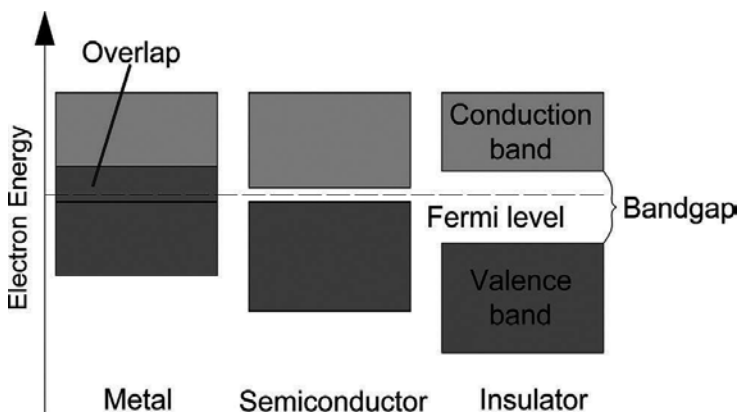 Overlap
Electron Energy
Conduction
band
Fermi level
Bandgap
Valence
band
Metal
Semiconductor
Insulator